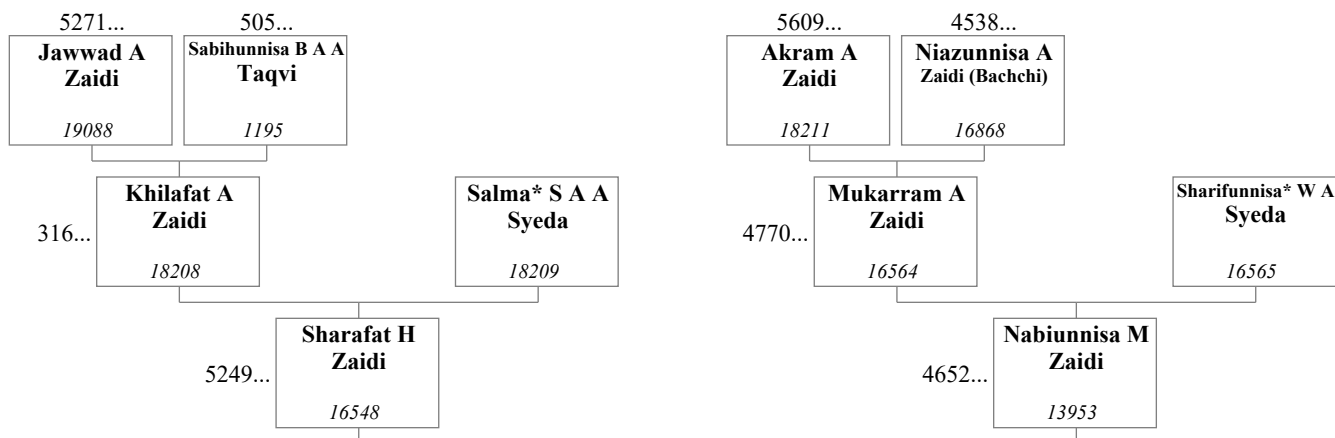 5271...
505...
5609...
4538...
Jawwad A
Zaidi
19088
Sabihunnisa B A A
Taqvi
1195
Akram A
Zaidi
18211
Niazunnisa A
Zaidi (Bachchi)
16868
316...
Khilafat A
Zaidi
18208
Salma* S A A
Syeda
18209
4770...
Mukarram A
Zaidi
16564
Sharifunnisa* W A
Syeda
16565
5249...
Sharafat H
Zaidi
16548
4652...
Nabiunnisa M
Zaidi
13953